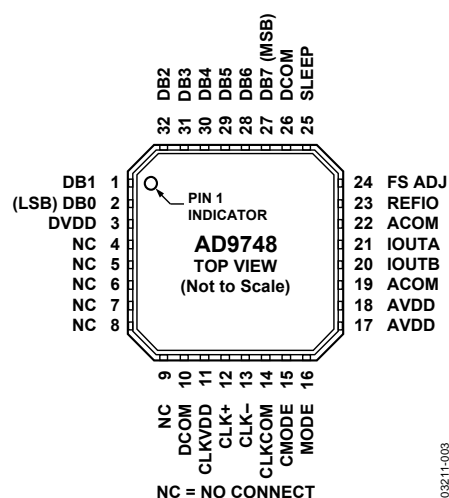 32 DB2
31 DB3
30 DB4
29 DB5
28 DB6
27 DB7 (MSB)
26 DCOM
25 SLEEP
DB1 1
(LSB) DB0 2
DVDD 3
NC 4
NC 5
NC 6
NC 7
NC 8
PIN 1
INDICATOR
AD9748
TOP VIEW
(Not to Scale)
24 FS ADJ
23 REFIO
22 ACOM
21 IOUTA
20 IOUTB
19 ACOM
18 AVDD
17 AVDD
NC 9
DCOM 10
CLKVDD 11
CLK+ 12
CLK– 13
CLKCOM 14
CMODE 15
MODE 16
NC = NO CONNECT
03211-003